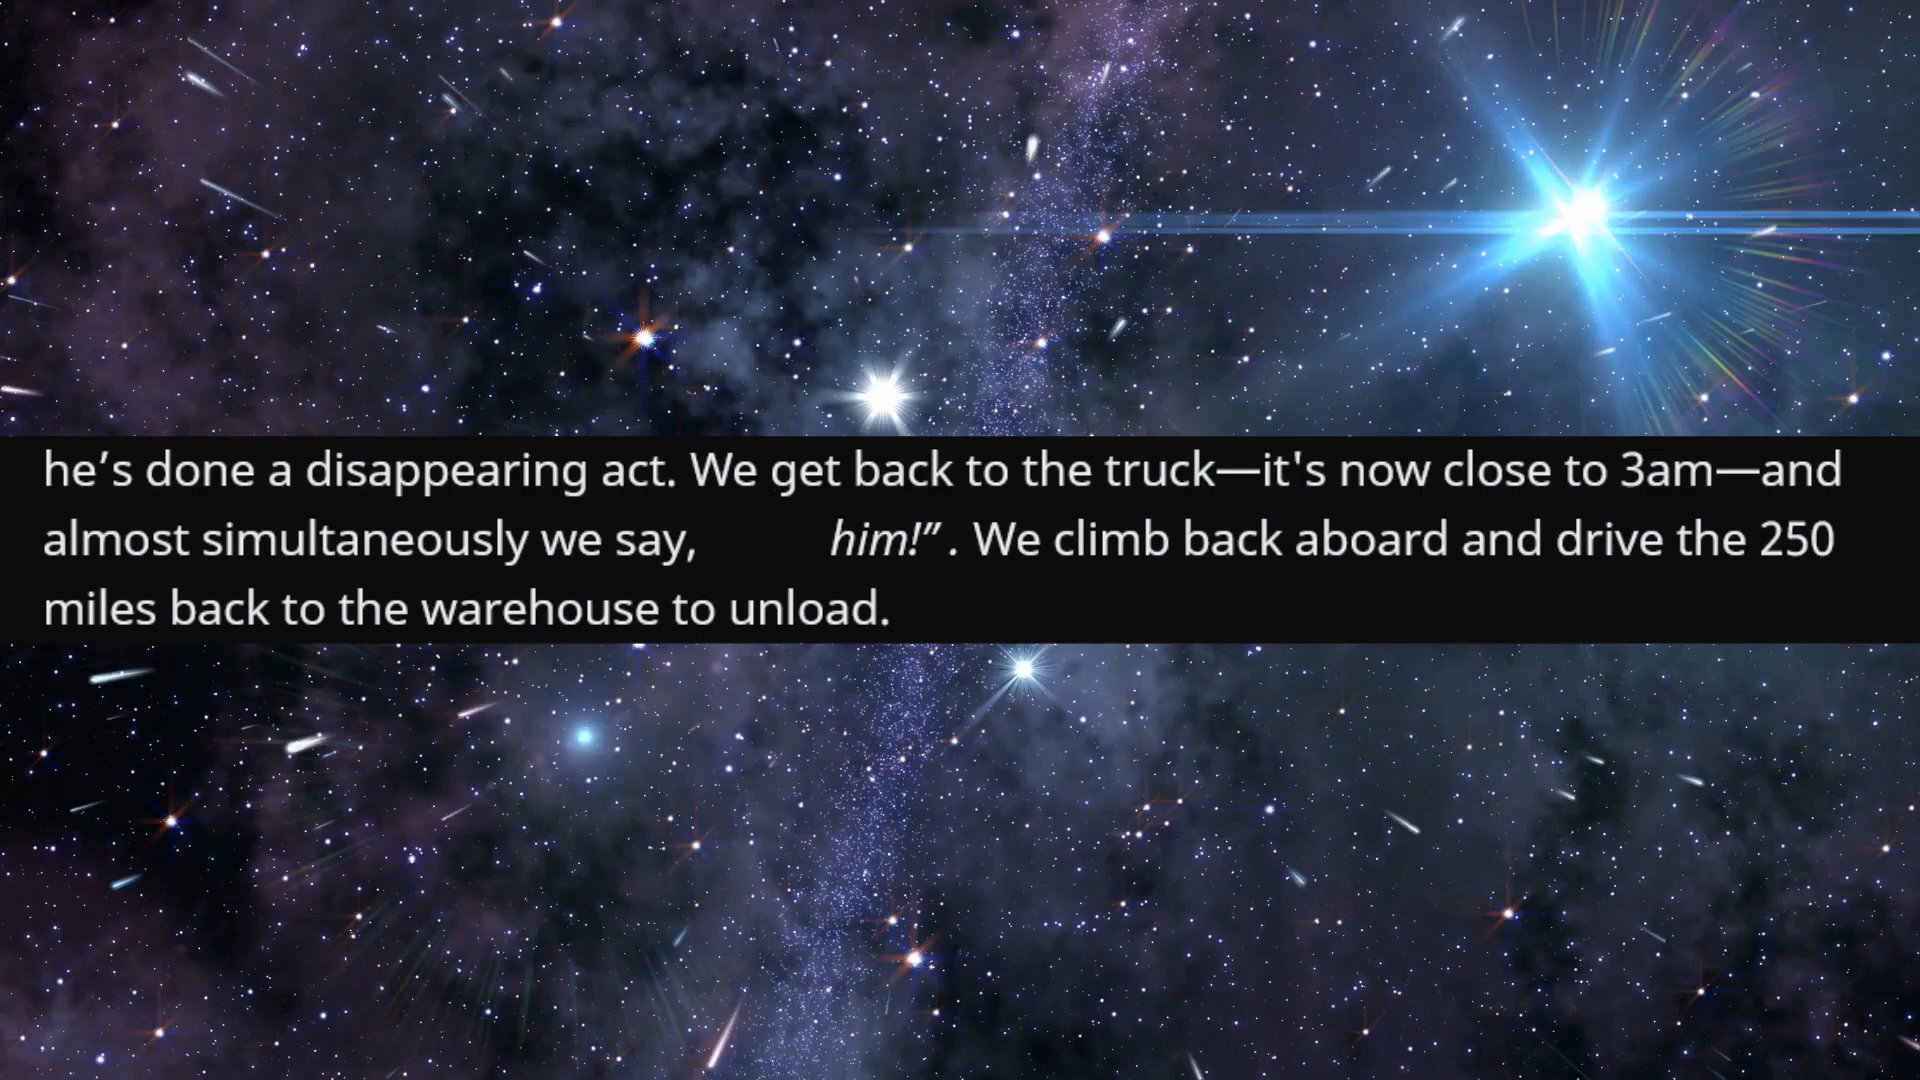 he’s done a disappearing act. We get back to the truck—it's now close to 3am—and
almost simultaneously we say, him!”. We climb back aboard and drive the 250
miles back to the warehouse to unload.